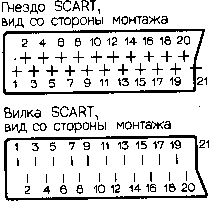 Гнездо SCART,
вид со стороны монтажа
2 4 6 8 10 12 14 16 18 20
1 3 5 7 9 11 13 15 17 19 21
Вилка SCART,
вид со стороны монтажа
1 3 5 7 9 11 13 15 17 19 21
2 4 6 8 10 12 14 16 18 20